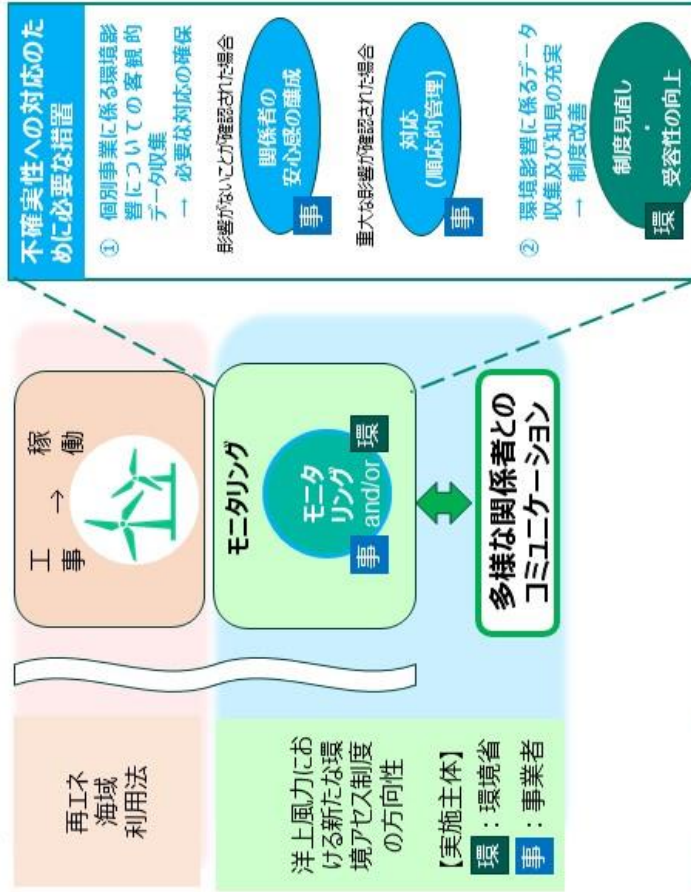 再エネ
海域
利用法
工事 → 稼働
洋上風力にお
ける新たな環
境アセス制度
の方向性
【実施主体】
環：環境省
事：事業者
モニタリング
モニタ
リング
事 and/or 環
多様な関係者との
コミュニケーション
不確実性への対応のた
めに必要な措置
① 個別事業に係る環境影
響についての客観的
データ収集
→ 必要な対応の確保
影響がないことが確認された場合
関係者の
安心感の醸成
事
重大な影響が確認された場合
対応
(順応的管理)
事
② 環境影響に係るデータ
収集及び知見の充実
→ 制度改善
制度見直し
・
受容性の向上
環